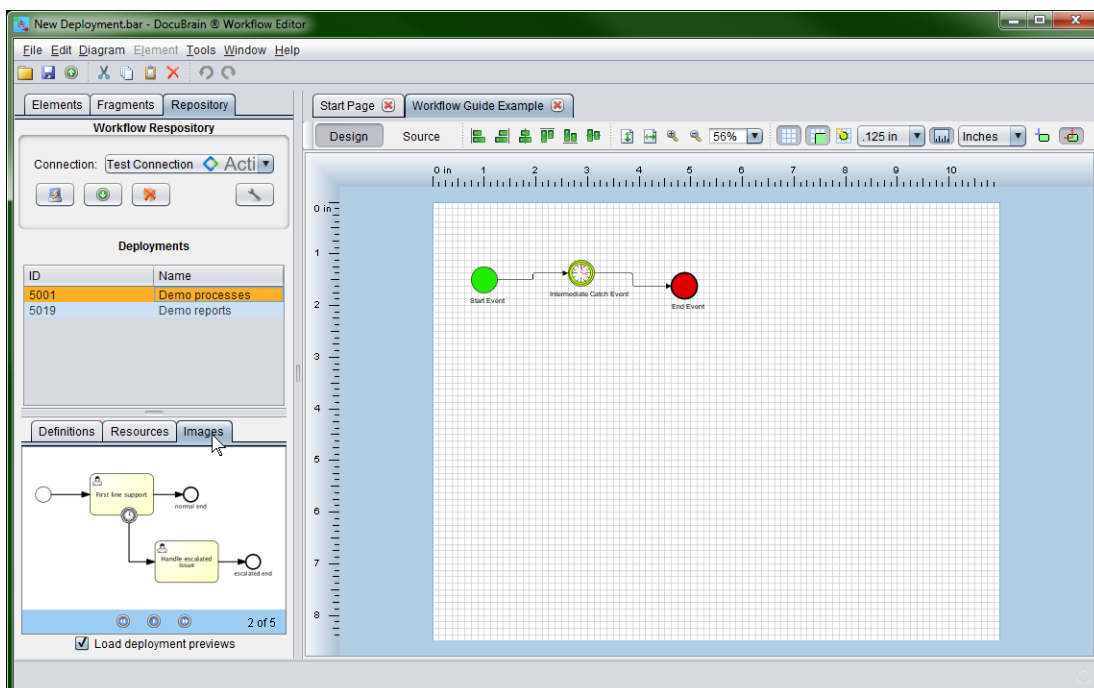 New Deployment.bar - DocuBrain ® Workflow Editor
File Edit Diagram Element Tools Window Help
Elements Fragments Repository
Workflow Respository
Connection: Test Connection Acti
Deployments
ID Name
5001 Demo processes
5019 Demo reports
Definitions Resources Images
First line support
normal end
Handle escalated
issue
escalated end
2 of 5
Load deployment previews
Start Page Workflow Guide Example
Design Source 56% .125 in Inches
0 in 1 2 3 4 5 6 7 8 9 10
0 in
1
2
3
4
5
6
7
8
Start Event
Intermediate Catch Event
End Event